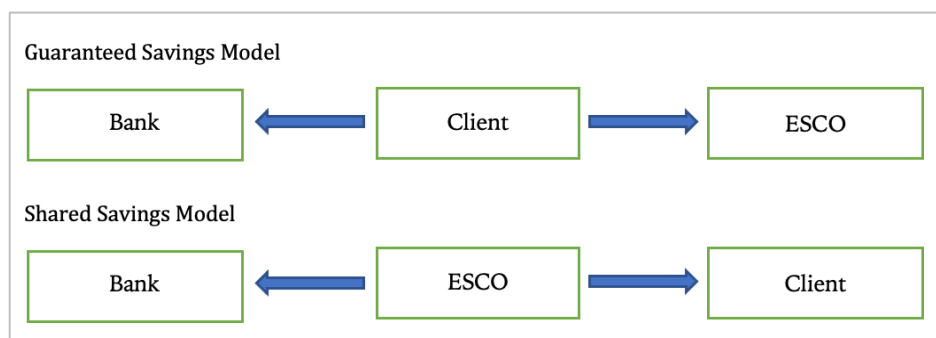 Guaranteed Savings Model
Bank Client ESCO
Shared Savings Model
Bank ESCO Client